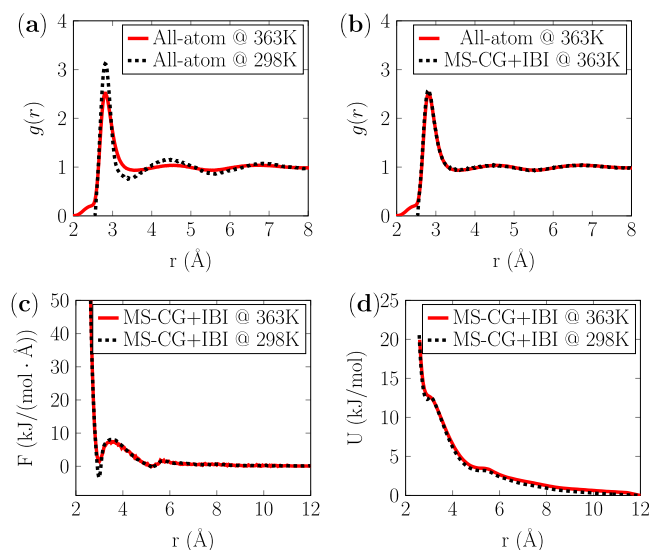 (a)
4
3
2
1
0
2 3 4 5 6 7 8
g(r)
r (Å)
All-atom @ 363K
All-atom @ 298K
(b)
4
3
2
1
0
2 3 4 5 6 7 8
g(r)
r (Å)
All-atom @ 363K
MS-CG+IBI @ 363K
(c)
50
40
30
20
10
0
2 4 6 8 10 12
F (kJ/(mol · Å))
r (Å)
MS-CG+IBI @ 363K
MS-CG+IBI @ 298K
(d)
25
20
15
10
5
0
2 4 6 8 10 12
U (kJ/mol)
r (Å)
MS-CG+IBI @ 363K
MS-CG+IBI @ 298K